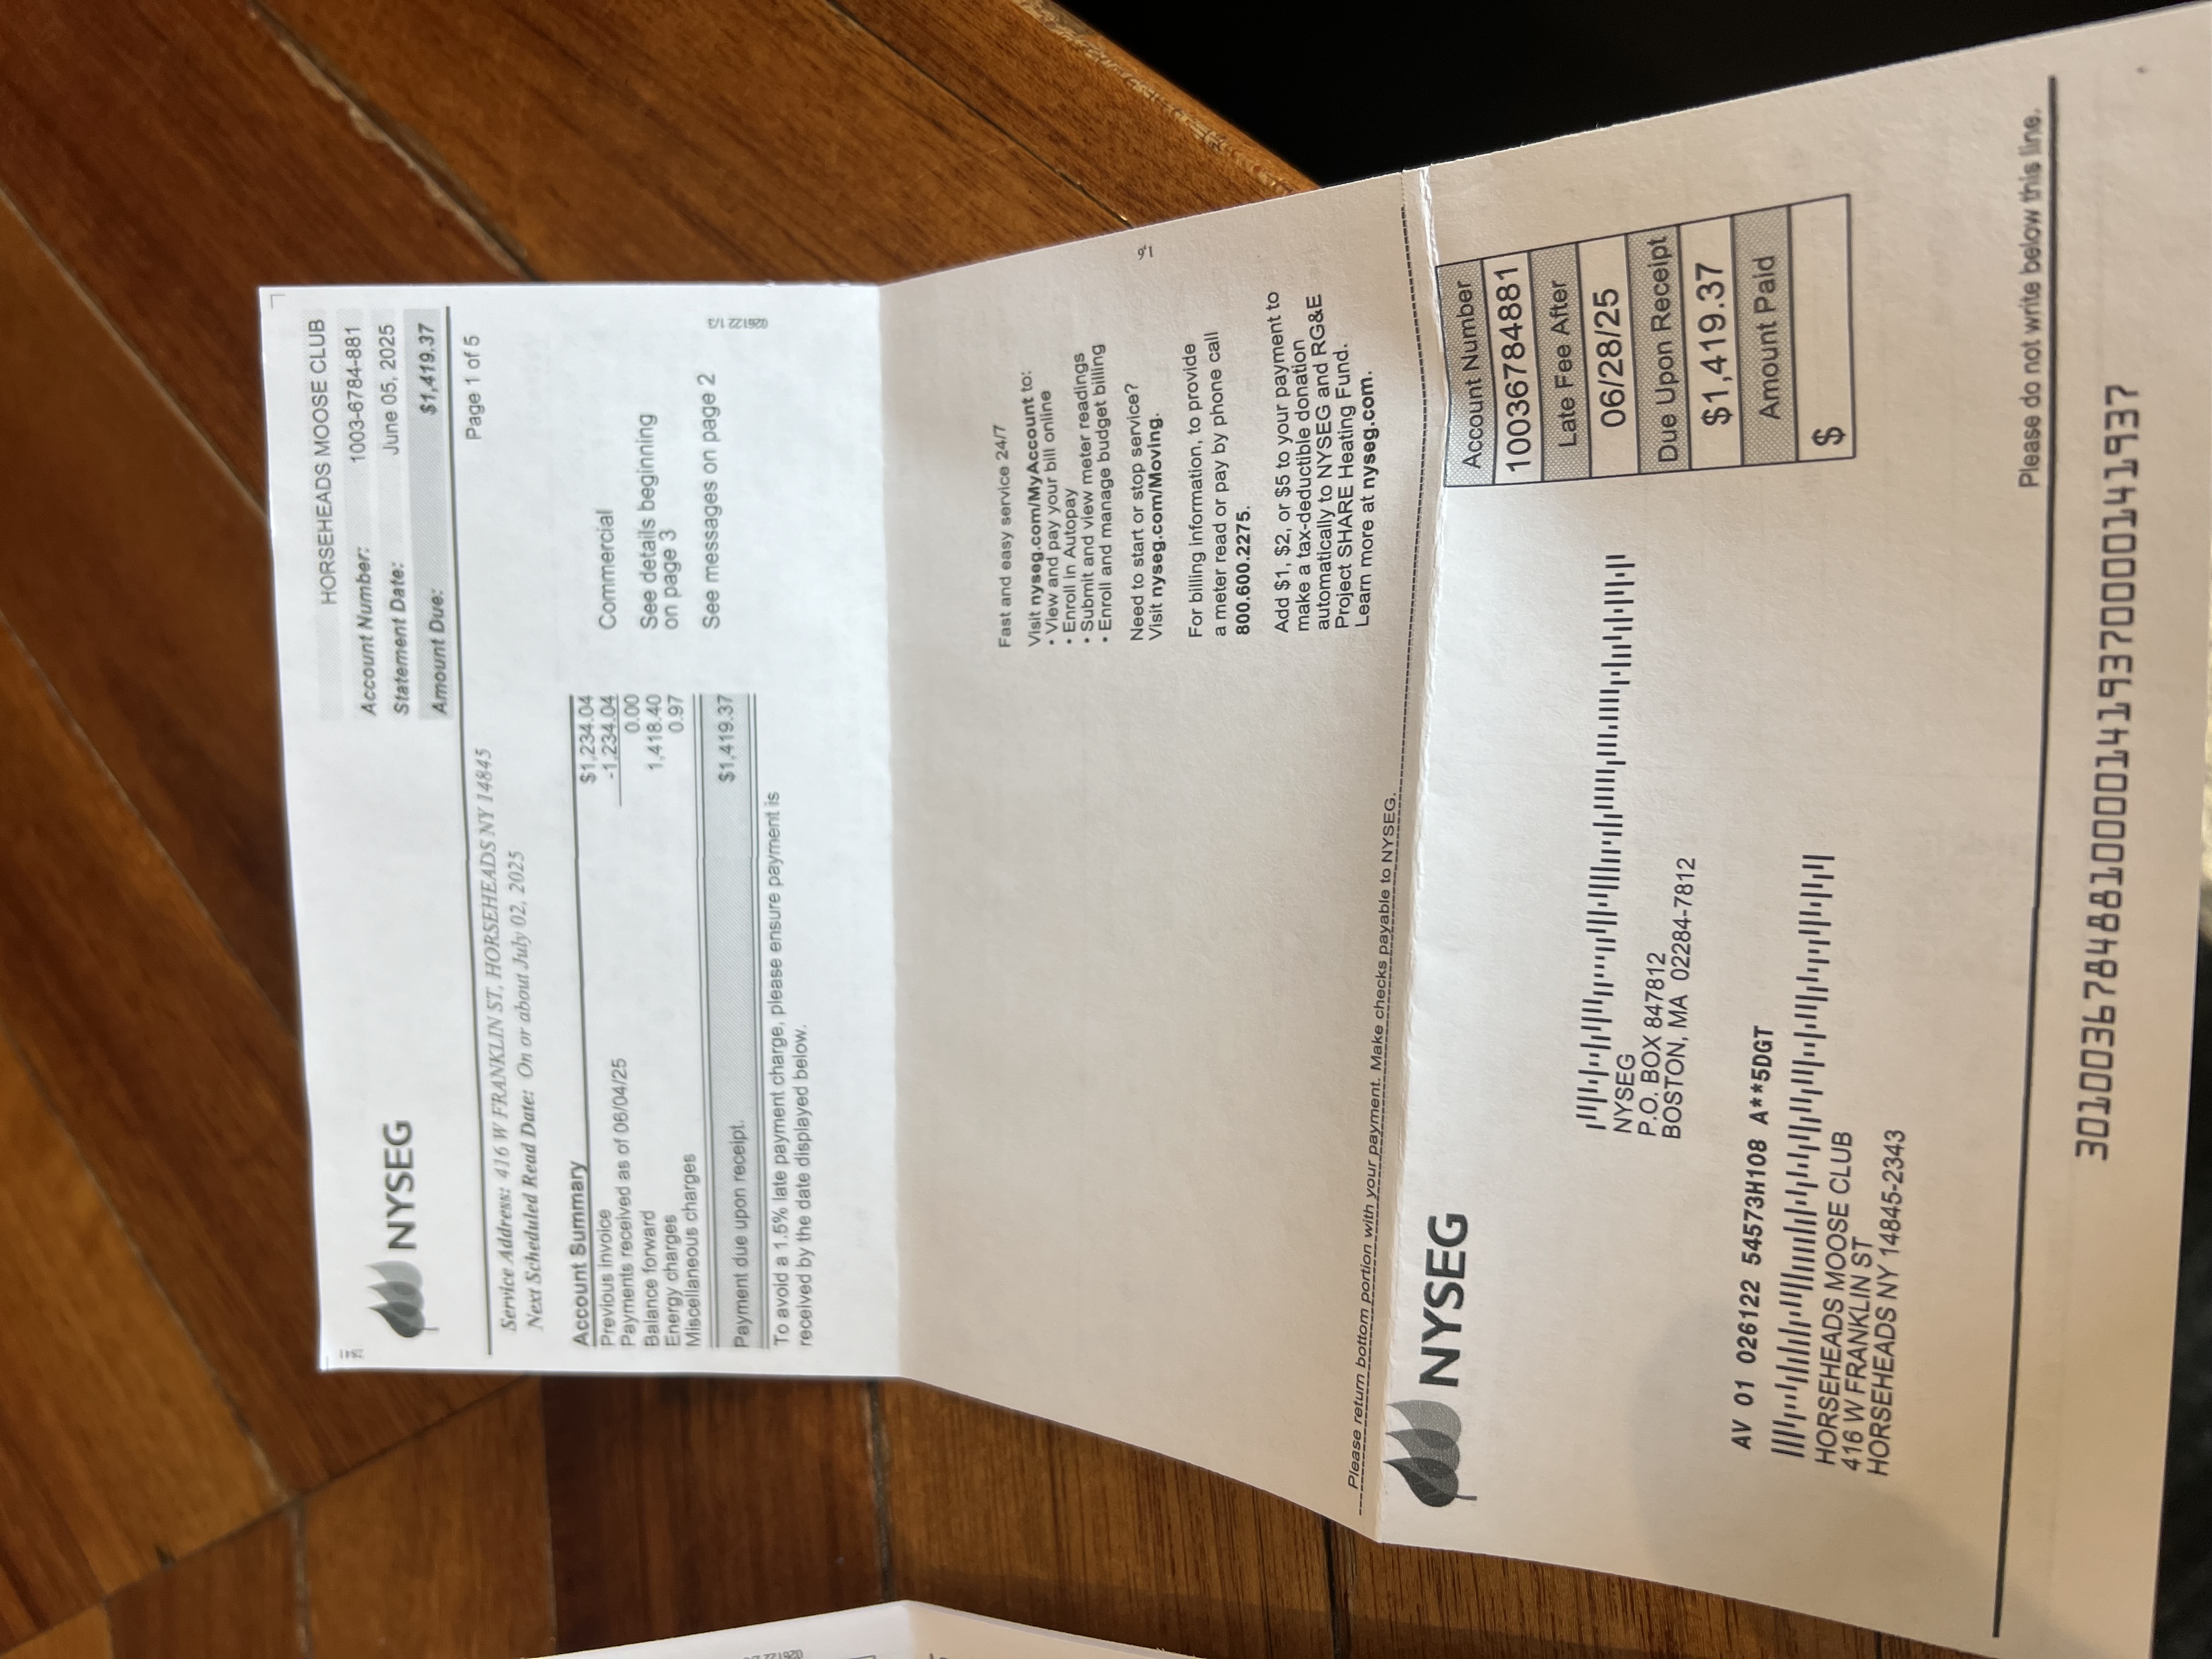 2841
NYSEG
HORSEHEADS MOOSE CLUB
Account Number: 1003-6784-881
Statement Date: June 05, 2025
Amount Due: $1,419.37
Page 1 of 5
Service Address: 416 W FRANKLIN ST, HORSEHEADS NY 14845
Next Scheduled Read Date: On or about July 02, 2025
Account Summary
Previous invoice $1,234.04
Payments received as of 06/04/25 -1,234.04
Balance forward 0.00
Energy charges 1,418.40
Miscellaneous charges 0.97
Payment due upon receipt. $1,419.37
To avoid a 1.5% late payment charge, please ensure payment is
received by the date displayed below.
Commercial
See details beginning
on page 3
See messages on page 2
026122 1/3
Fast and easy service 24/7
Visit nyseg.com/MyAccount to:
• View and pay your bill online
• Enroll in Autopay
• Submit and view meter readings
• Enroll and manage budget billing
Need to start or stop service?
Visit nyseg.com/Moving.
For billing information, to provide
a meter read or pay by phone call
800.600.2275.
Add $1, $2, or $5 to your payment to
make a tax-deductible donation
automatically to NYSEG and RG&E
Project SHARE Heating Fund.
Learn more at nyseg.com.
Please return bottom portion with your payment. Make checks payable to NYSEG.
NYSEG
Account Number
10036784881
Late Fee After
06/28/25
Due Upon Receipt
$1,419.37
Amount Paid
$
NYSEG
P.O. BOX 847812
BOSTON, MA 02284-7812
AV 01 026122 54573H108 A**5DGT
HORSEHEADS MOOSE CLUB
416 W FRANKLIN ST
HORSEHEADS NY 14845-2343
Please do not write below this line.
301003678488100001419370000141937